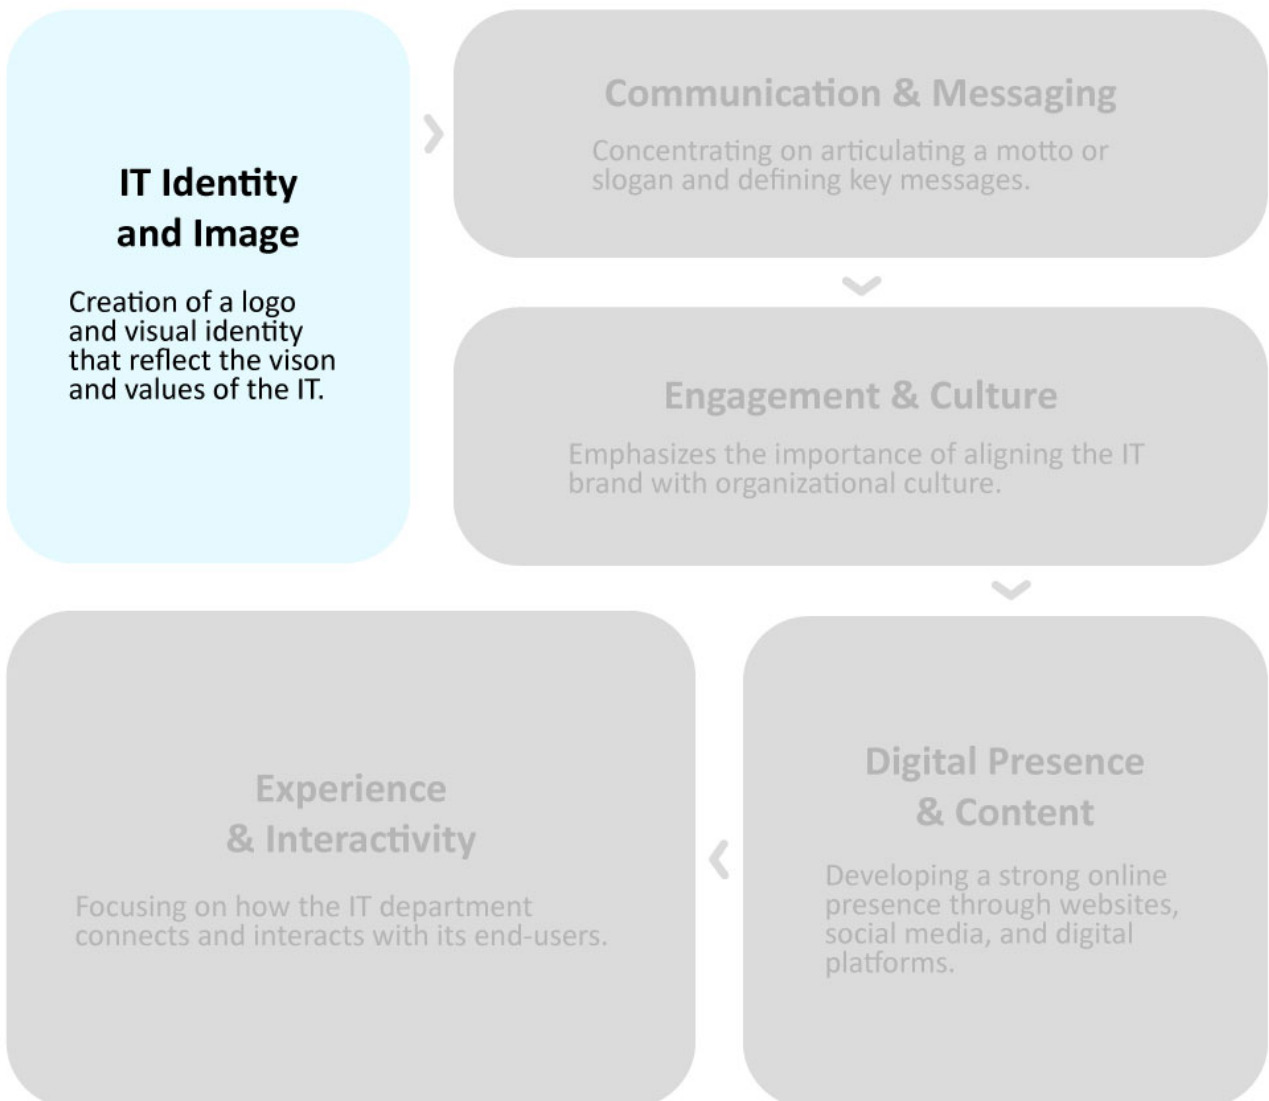 IT Identity
and Image
Creation of a logo
and visual identity
that reflect the vison
and values of the IT.
Communication & Messaging
Concentrating on articulating a motto or
slogan and defining key messages.
Engagement & Culture
Emphasizes the importance of aligning the IT
brand with organizational culture.
Digital Presence
& Content
Developing a strong online
presence through websites,
social media, and digital
platforms.
Experience
& Interactivity
Focusing on how the IT department
connects and interacts with its end-users.